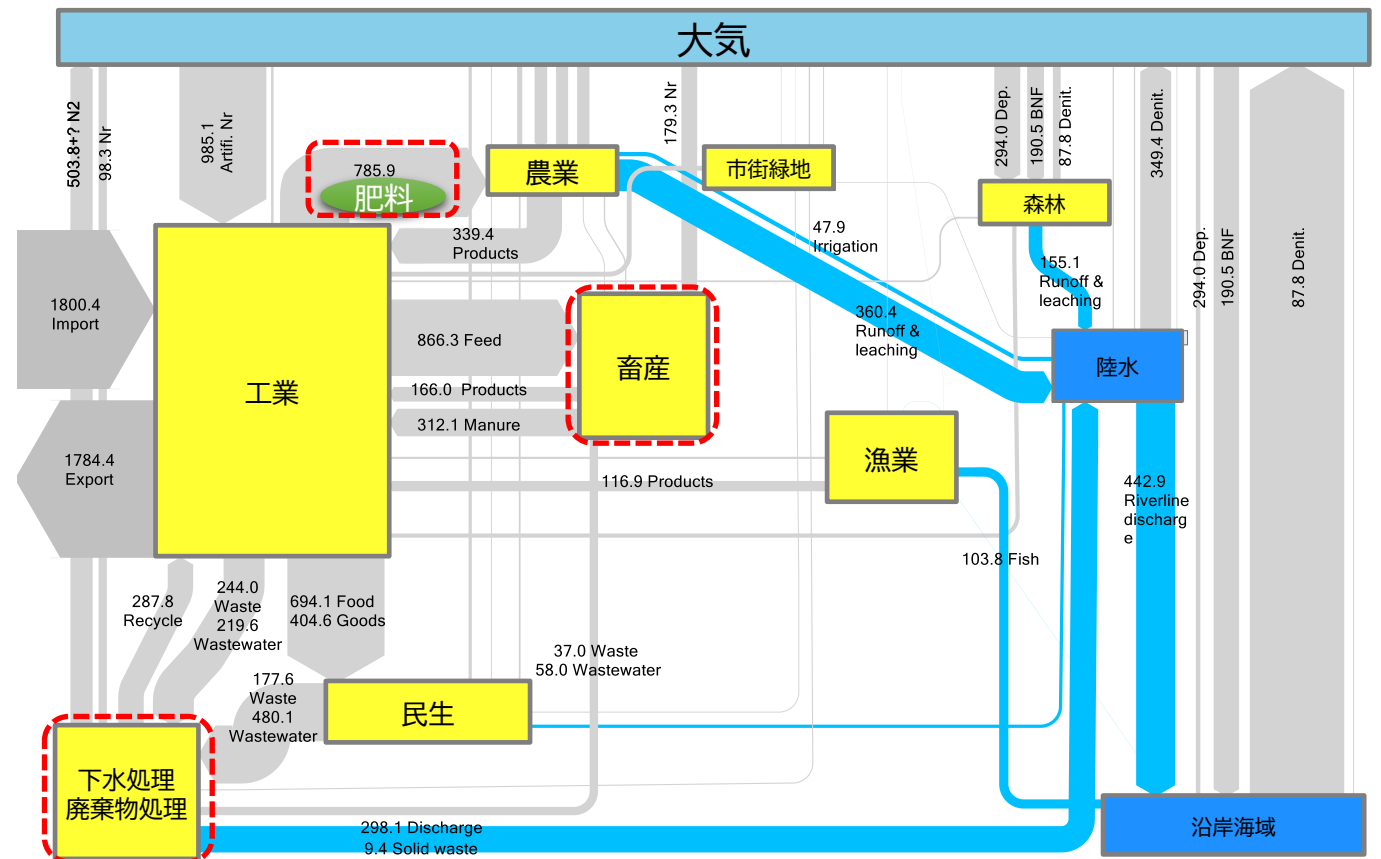 大気
503.8+? N2
98.3 Nr
985.1
Artifi. Nr
785.9
肥料
農業
179.3 Nr
市街緑地
294.0 Dep.
190.5 BNF
87.8 Denit.
349.4 Denit.
森林
339.4
Products
47.9
Irrigation
155.1
Runoff &
leaching
294.0 Dep.
190.5 BNF
87.8 Denit.
1800.4
Import
工業
866.3 Feed
畜産
360.4
Runoff &
leaching
陸水
166.0 Products
312.1 Manure
1784.4
Export
116.9 Products
漁業
442.9
Riverline
discharg
e
103.8 Fish
287.8
Recycle
244.0
Waste
219.6
Wastewater
694.1 Food
404.6 Goods
37.0 Waste
58.0 Wastewater
177.6
Waste
480.1
Wastewater
民生
下水処理
廃棄物処理
298.1 Discharge
9.4 Solid waste
沿岸海域